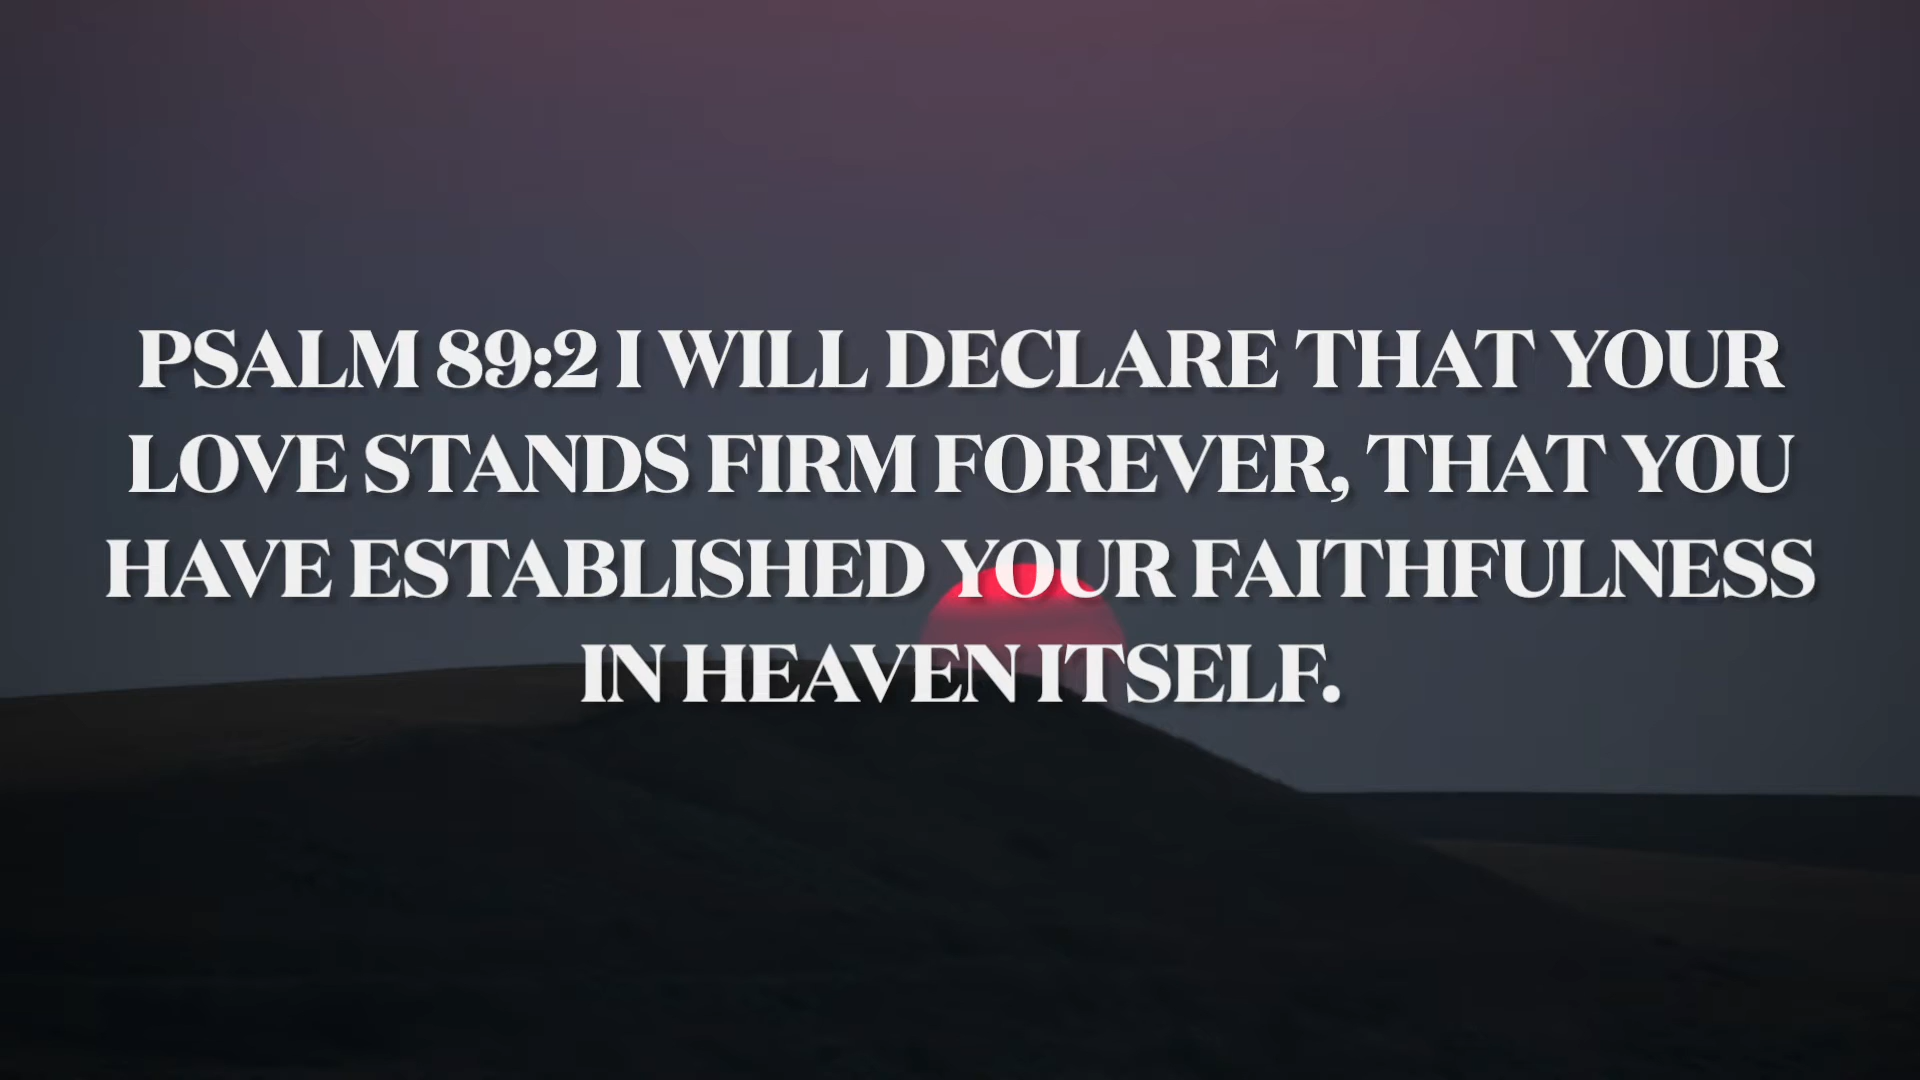 PSALM 89:2 I WILL DECLARE THAT YOUR
LOVE STANDS FIRM FOREVER, THAT YOU
HAVE ESTABLISHED YOUR FAITHFULNESS
IN HEAVEN ITSELF.